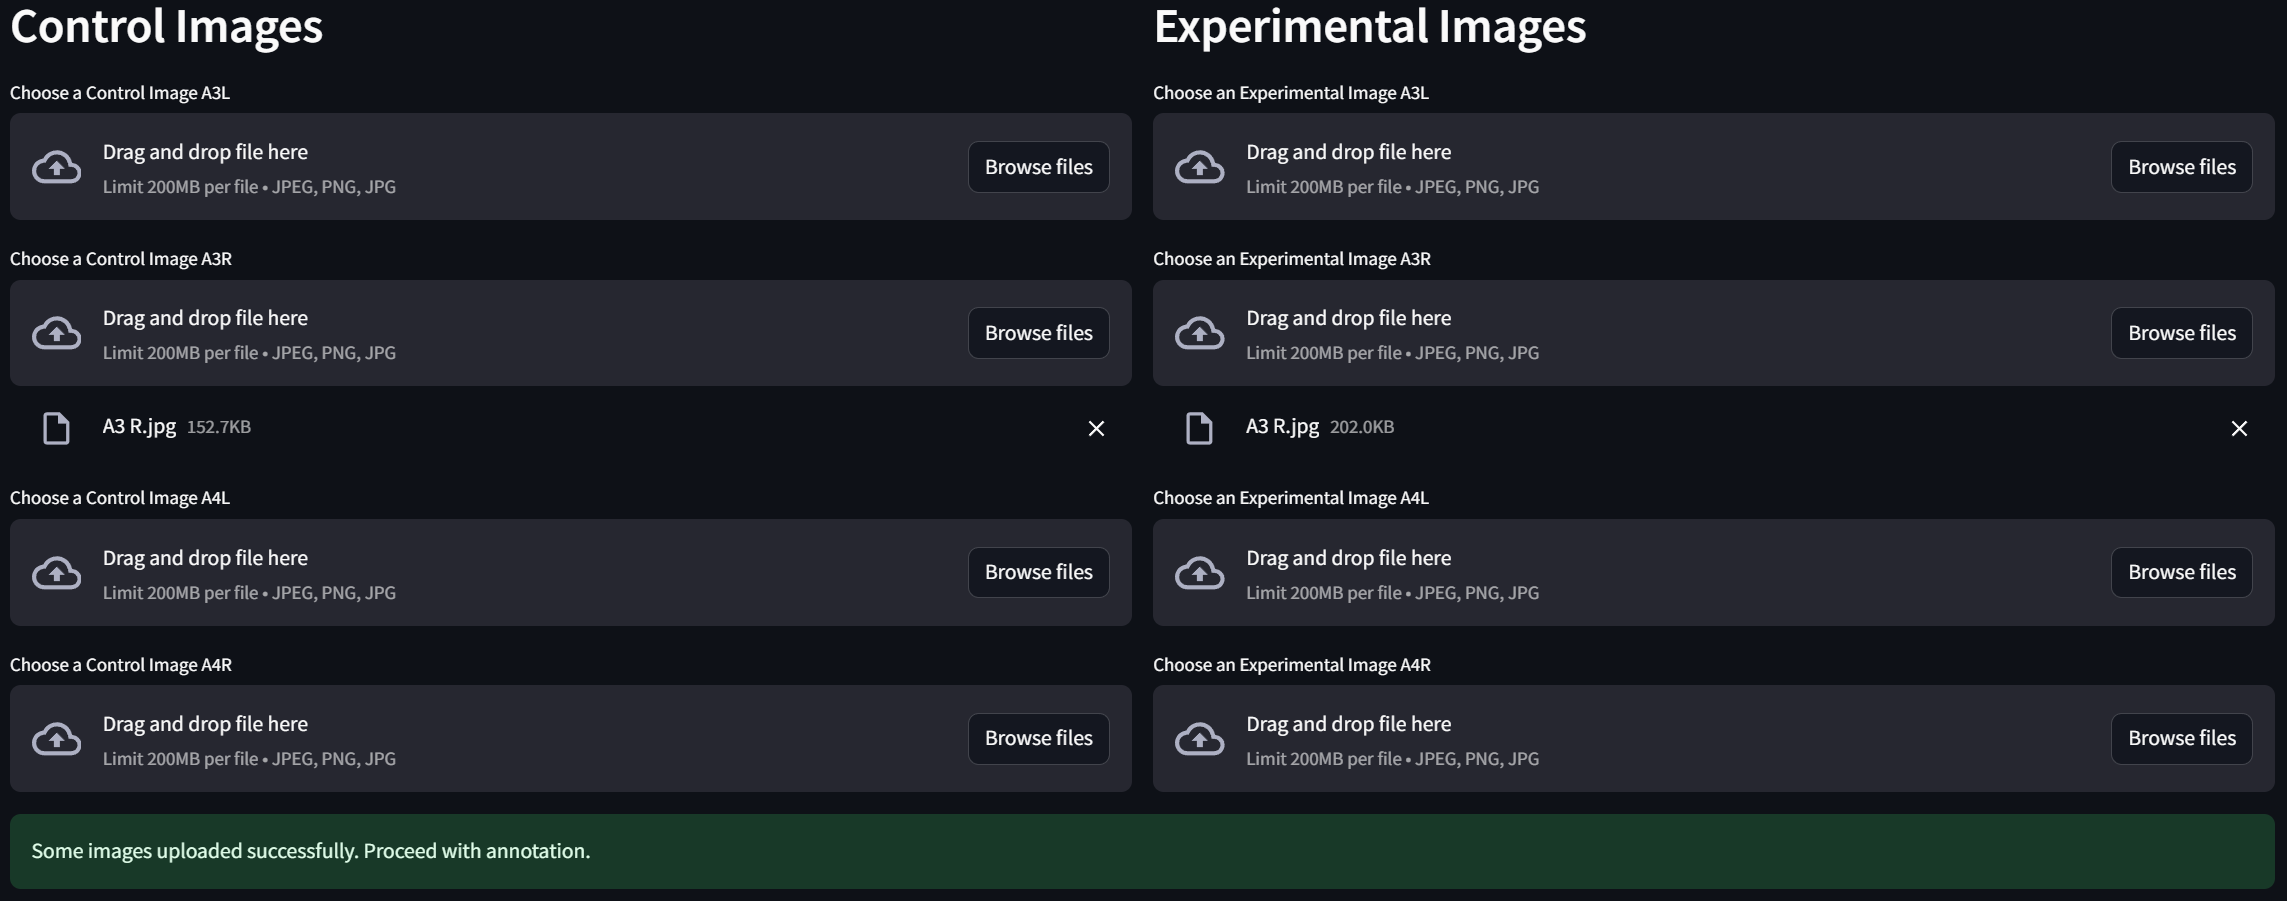 Control Images
Choose a Control Image A3L
Drag and drop file here
Limit 200MB per file • JPEG, PNG, JPG
Browse files
Choose a Control Image A3R
Drag and drop file here
Limit 200MB per file • JPEG, PNG, JPG
Browse files
A3 R.jpg 152.7KB
Choose a Control Image A4L
Drag and drop file here
Limit 200MB per file • JPEG, PNG, JPG
Browse files
Choose a Control Image A4R
Drag and drop file here
Limit 200MB per file • JPEG, PNG, JPG
Browse files
Experimental Images
Choose an Experimental Image A3L
Drag and drop file here
Limit 200MB per file • JPEG, PNG, JPG
Browse files
Choose an Experimental Image A3R
Drag and drop file here
Limit 200MB per file • JPEG, PNG, JPG
Browse files
A3 R.jpg 202.0KB
Choose an Experimental Image A4L
Drag and drop file here
Limit 200MB per file • JPEG, PNG, JPG
Browse files
Choose an Experimental Image A4R
Drag and drop file here
Limit 200MB per file • JPEG, PNG, JPG
Browse files
Some images uploaded successfully. Proceed with annotation.